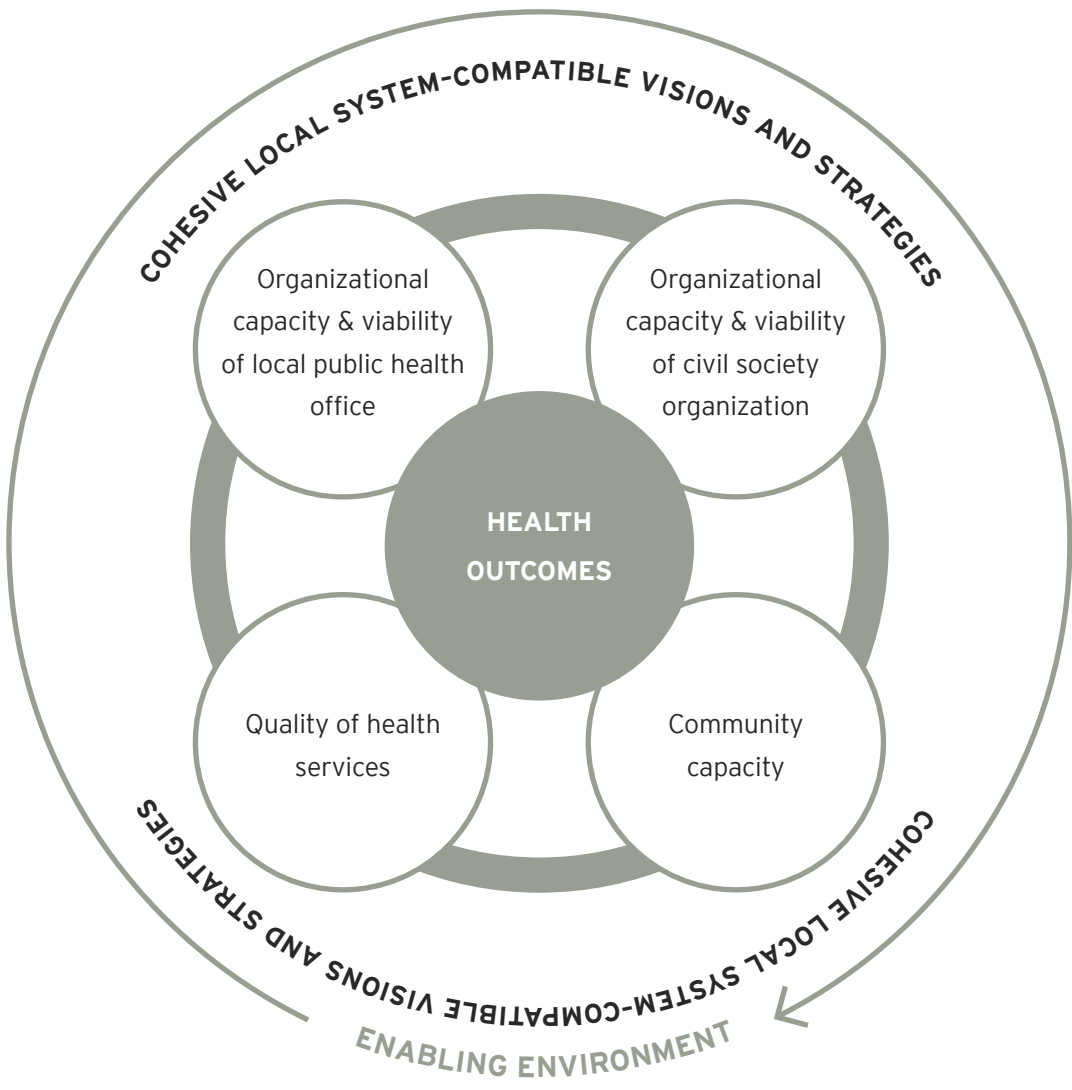 COHESIVE LOCAL SYSTEM-COMPATIBLE VISIONS AND STRATEGIES
Organizational
capacity & viability
of local public health
office
Organizational
capacity & viability
of civil society
organization
HEALTH
OUTCOMES
Quality of health
services
Community
capacity
COHESIVE LOCAL SYSTEM-COMPATIBLE VISIONS AND STRATEGIES
ENABLING ENVIRONMENT